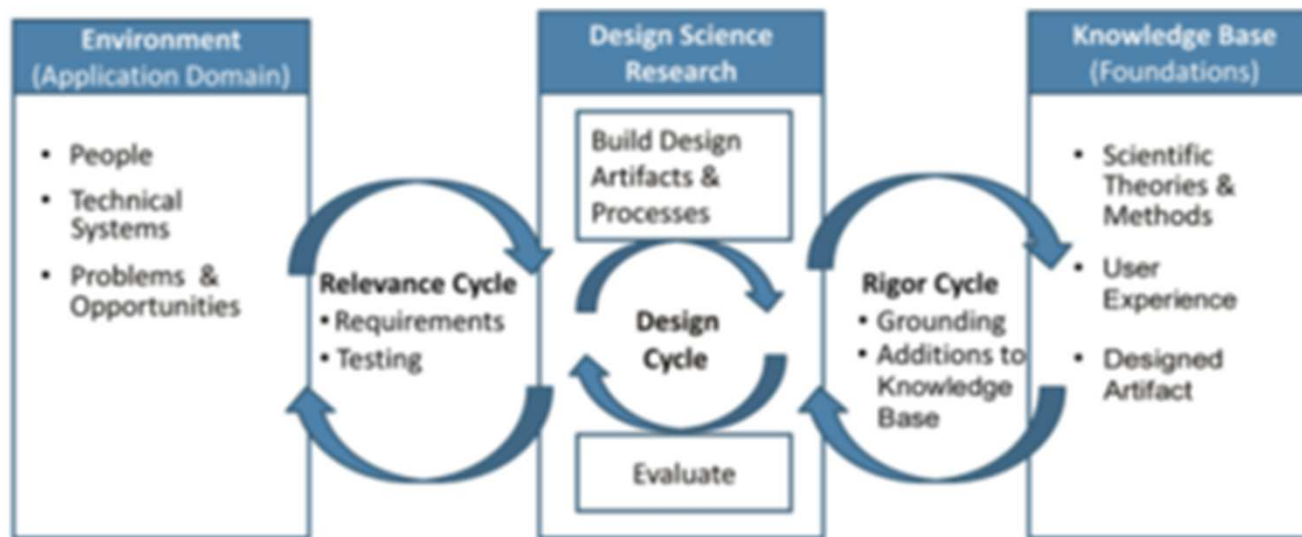 Environment
(Application Domain)
• People
• Technical
Systems
• Problems &
Opportunities
Relevance Cycle
• Requirements
• Testing
Design Science
Research
Build Design
Artifacts &
Processes
Design
Cycle
Evaluate
Rigor Cycle
• Grounding
• Additions to
Knowledge
Base
Knowledge Base
(Foundations)
• Scientific
Theories &
Methods
• User
Experience
• Designed
Artifact